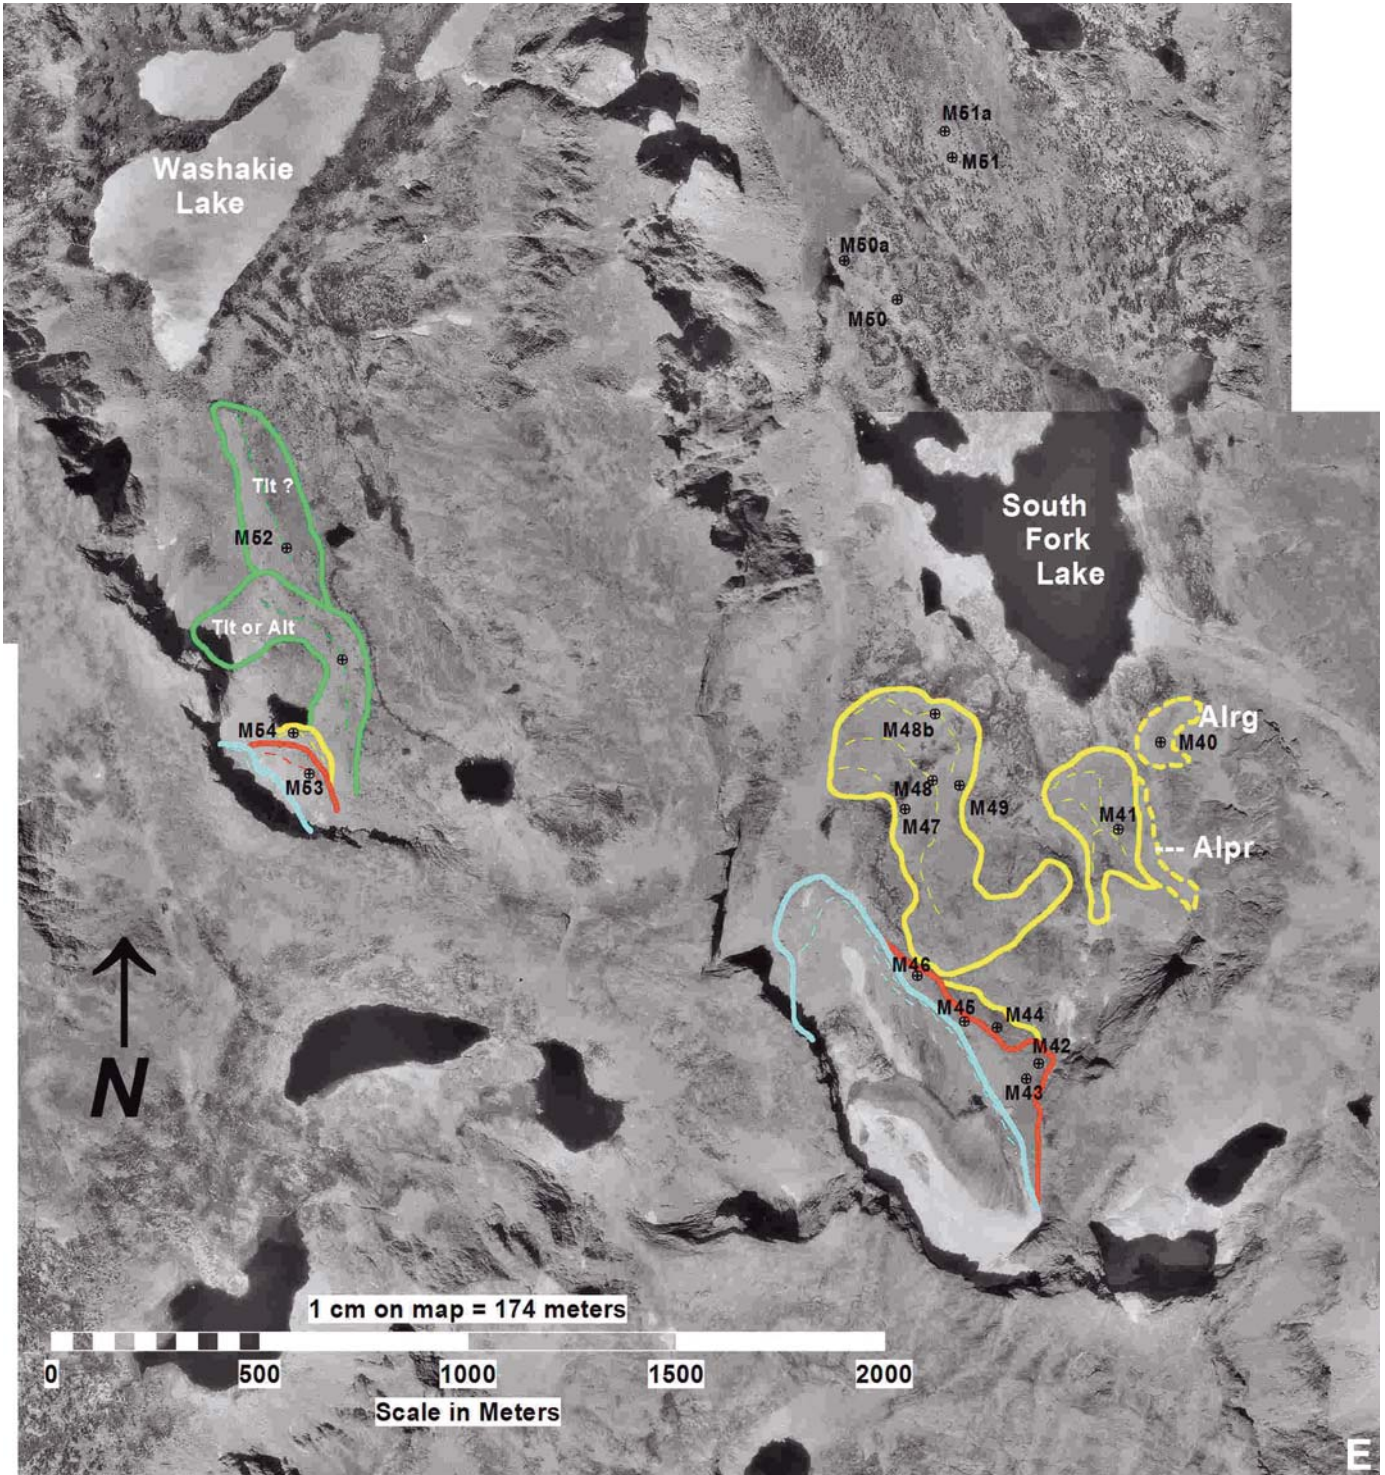 M51a
M51
Washakie
Lake
M50a
M50
Tlt ?
South
Fork
Lake
M52
Tlt or Alt
M54
M53
M48b
Alrg
M40
M48
M49
M47
M41
--- Alpr
M46
M45
M44
M42
M43
N
1 cm on map = 174 meters
0 500 1000 1500 2000
Scale in Meters
E